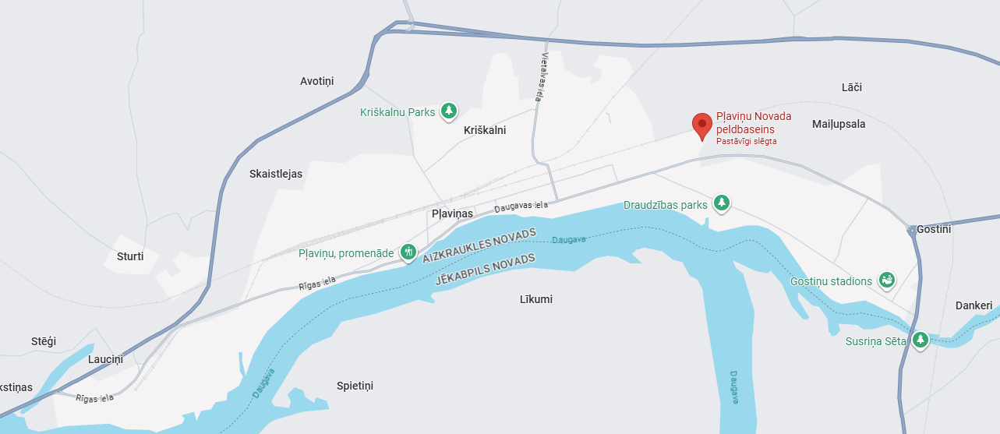 Avotiņi
Vietalvas iela
Lāči
Kriškalnu Parks
Kriškalni
Pļaviņu Novada
peldbaseins
Pastāvīgi slēgta
Maiļupsala
Skaistlejas
Pļaviņas
Daugavas iela
Draudzības parks
Gostiņi
Sturti
Pļaviņu, promenāde
AIZKRAUKLES NOVADS
Daugava
JĒKABPILS NOVADS
Rīgas iela
Gostiņu stadions
Līkumi
Dankeri
Stēģi
Susriņa Sēta
Lauciņi
kstiņas
Rīgas iela
Daugava
Spietiņi
Daugava